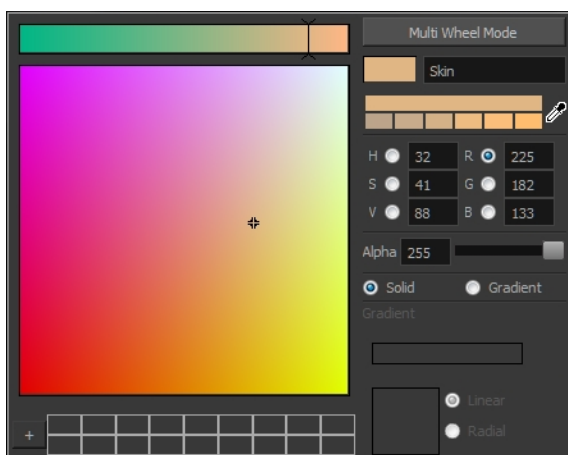 Multi Wheel Mode
Skin
H 32 R 225
S 41 G 182
V 88 B 133
Alpha 255
Solid Gradient
Gradient
Linear
+
Radial